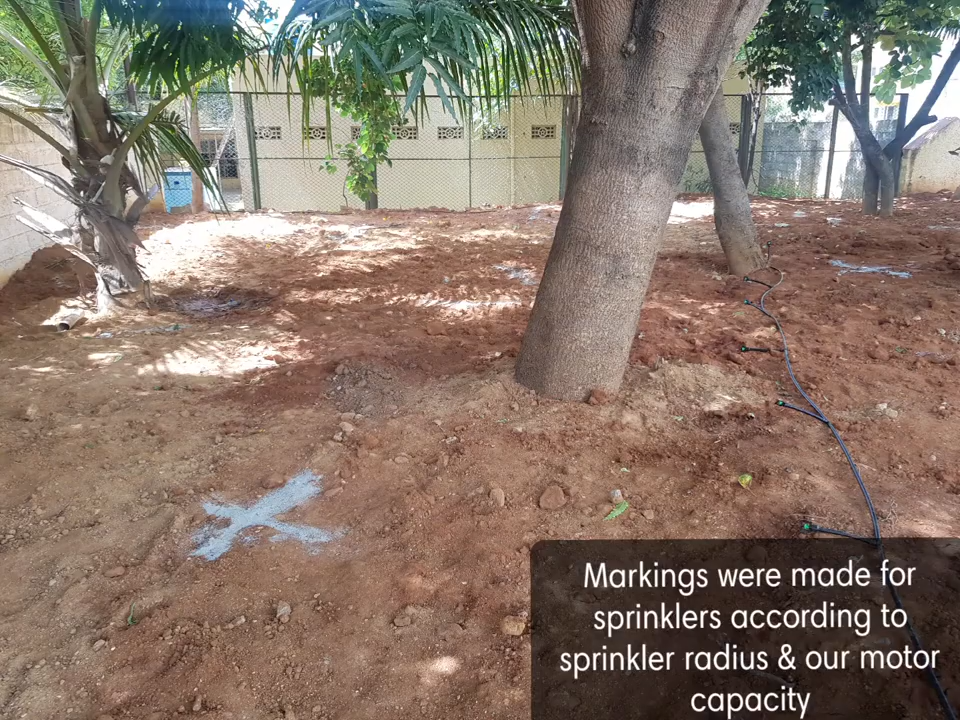 Markings were made for
sprinklers according to
sprinkler radius & our motor
capacity